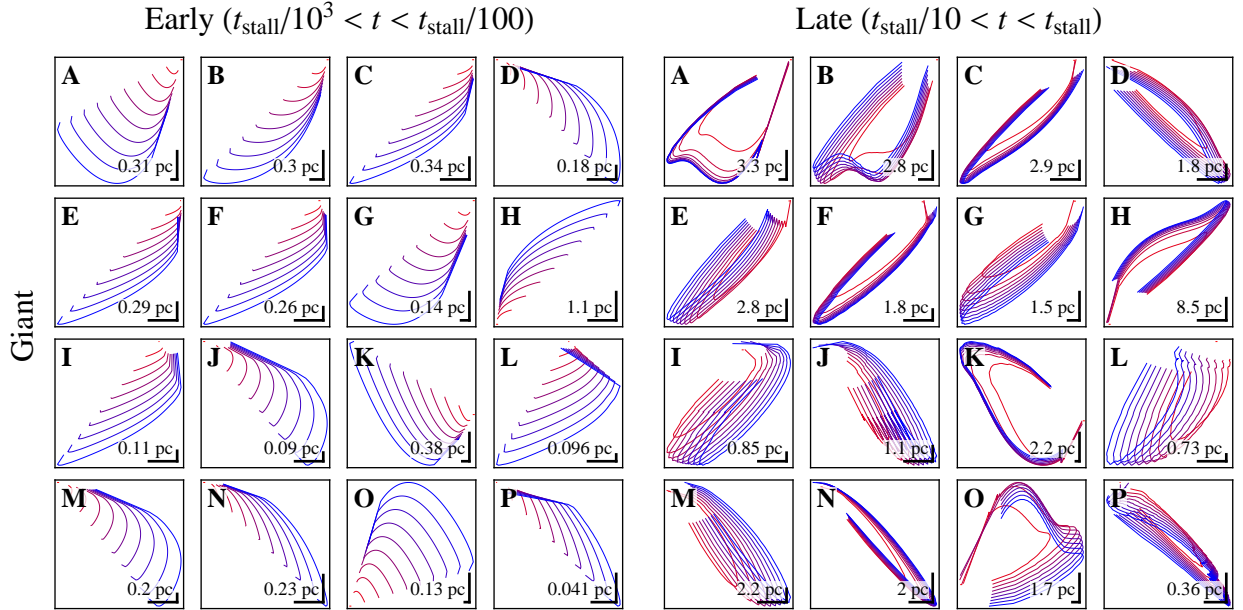 Early (t_stall/10^3 < t < t_stall/100)
Late (t_stall/10 < t < t_stall)
Giant
A
0.31 pc
B
0.3 pc
C
0.34 pc
D
0.18 pc
A
3.3 pc
B
2.8 pc
C
2.9 pc
D
1.8 pc
E
0.29 pc
F
0.26 pc
G
0.14 pc
H
1.1 pc
E
2.8 pc
F
1.8 pc
G
1.5 pc
H
8.5 pc
I
0.11 pc
J
0.09 pc
K
0.38 pc
L
0.096 pc
I
0.85 pc
J
1.1 pc
K
2.2 pc
L
0.73 pc
M
0.2 pc
N
0.23 pc
O
0.13 pc
P
0.041 pc
M
2.2 pc
N
2 pc
O
1.7 pc
P
0.36 pc